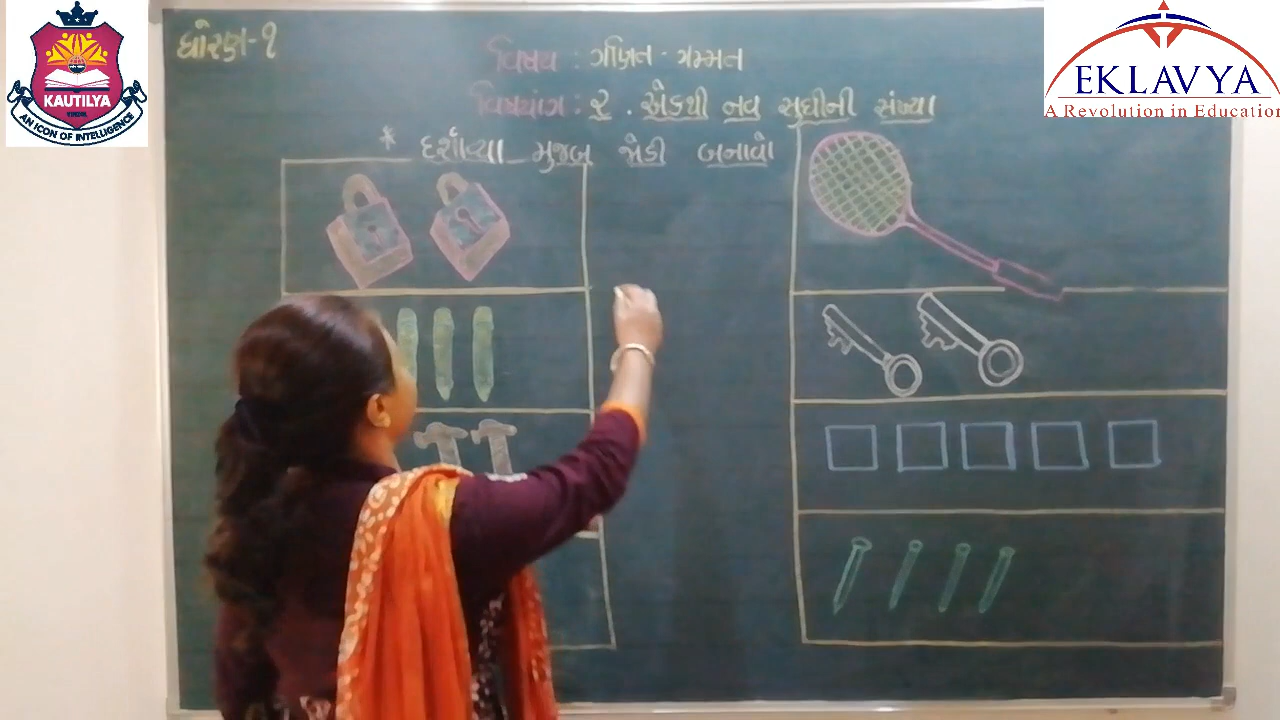 KAUTILYA
AN ICON OF INTELLIGENCE
EKLAVYA
A Revolution in Education
ધોરણ-૧
વિષય : ગણિત - ગમ્મત
વિષયાંગ : ૨ . એકથી નવ સુધીની સંખ્યા
* દર્શાવ્યા મુજબ જોડી બનાવો